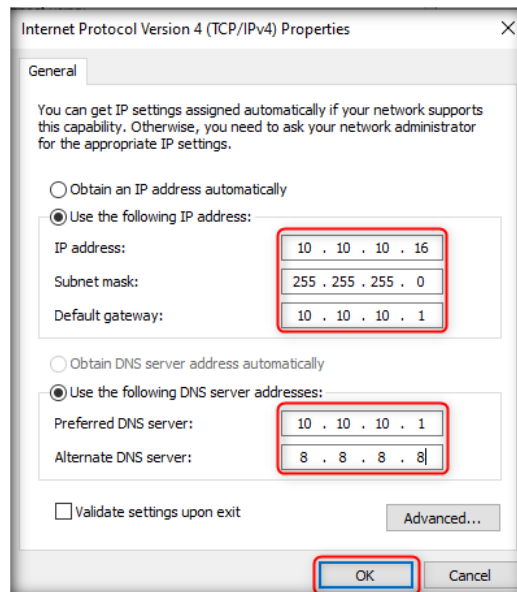 Internet Protocol Version 4 (TCP/IPv4) Properties
General
You can get IP settings assigned automatically if your network supports
this capability. Otherwise, you need to ask your network administrator
for the appropriate IP settings.
Obtain an IP address automatically
Use the following IP address:
IP address: 10 . 10 . 10 . 16
Subnet mask: 255 . 255 . 255 . 0
Default gateway: 10 . 10 . 10 . 1
Obtain DNS server address automatically
Use the following DNS server addresses:
Preferred DNS server: 10 . 10 . 10 . 1
Alternate DNS server: 8 . 8 . 8 . 8
Validate settings upon exit
Advanced...
OK Cancel